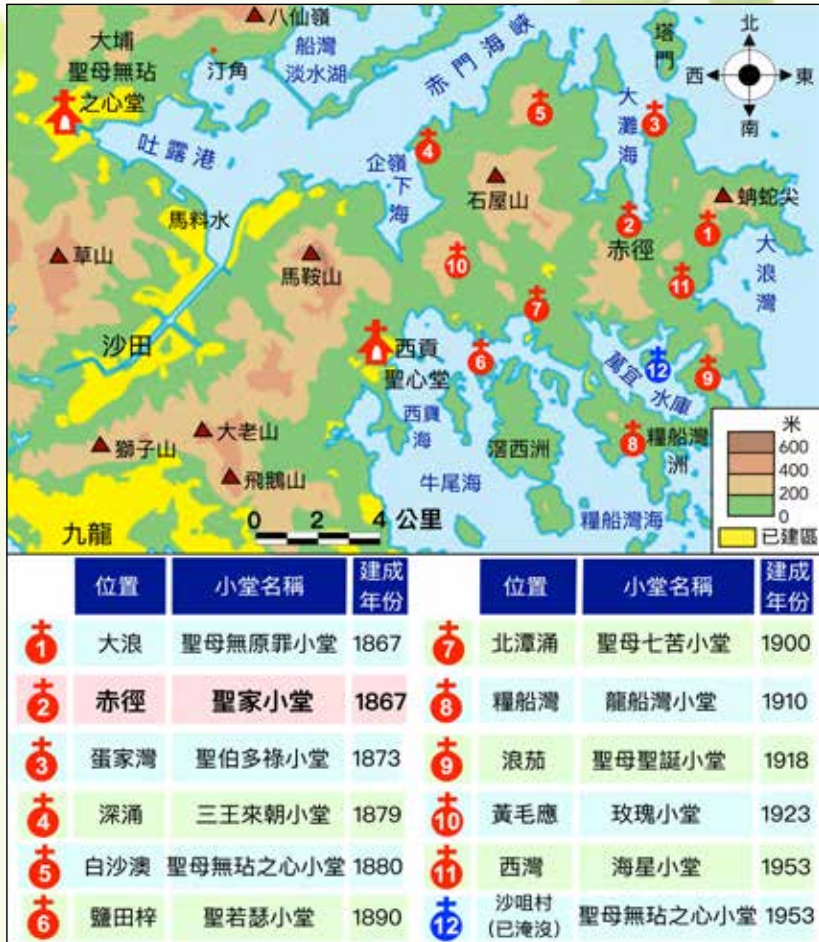 八仙嶺
大埔
聖母無玷
之心堂
汀角
船灣
淡水湖
赤門海峽
塔門
北
西
東
南
大灘海
3
5
4
吐露港
企嶺下海
石屋山
蚺蛇尖
2
赤徑
1
馬料水
草山
馬鞍山
10
11
大浪灣
沙田
7
西貢
聖心堂
6
12
9
萬宜水庫
西貢海
獅子山
大老山
飛鵝山
滘西洲
8
糧船灣洲
牛尾海
糧船灣海
九龍
0 2 4 公里
米
600
400
200
0
已建區
位置 小堂名稱 建成年份
1 大浪 聖母無原罪小堂 1867
2 赤徑 聖家小堂 1867
3 蛋家灣 聖伯多祿小堂 1873
4 深涌 三王來朝小堂 1879
5 白沙澳 聖母無玷之心小堂 1880
6 鹽田梓 聖若瑟小堂 1890
位置 小堂名稱 建成年份
7 北潭涌 聖母七苦小堂 1900
8 糧船灣 龍船灣小堂 1910
9 浪茄 聖母聖誕小堂 1918
10 黃毛應 玫瑰小堂 1923
11 西灣 海星小堂 1953
12 沙咀村 (已淹沒) 聖母無玷之心小堂 1953